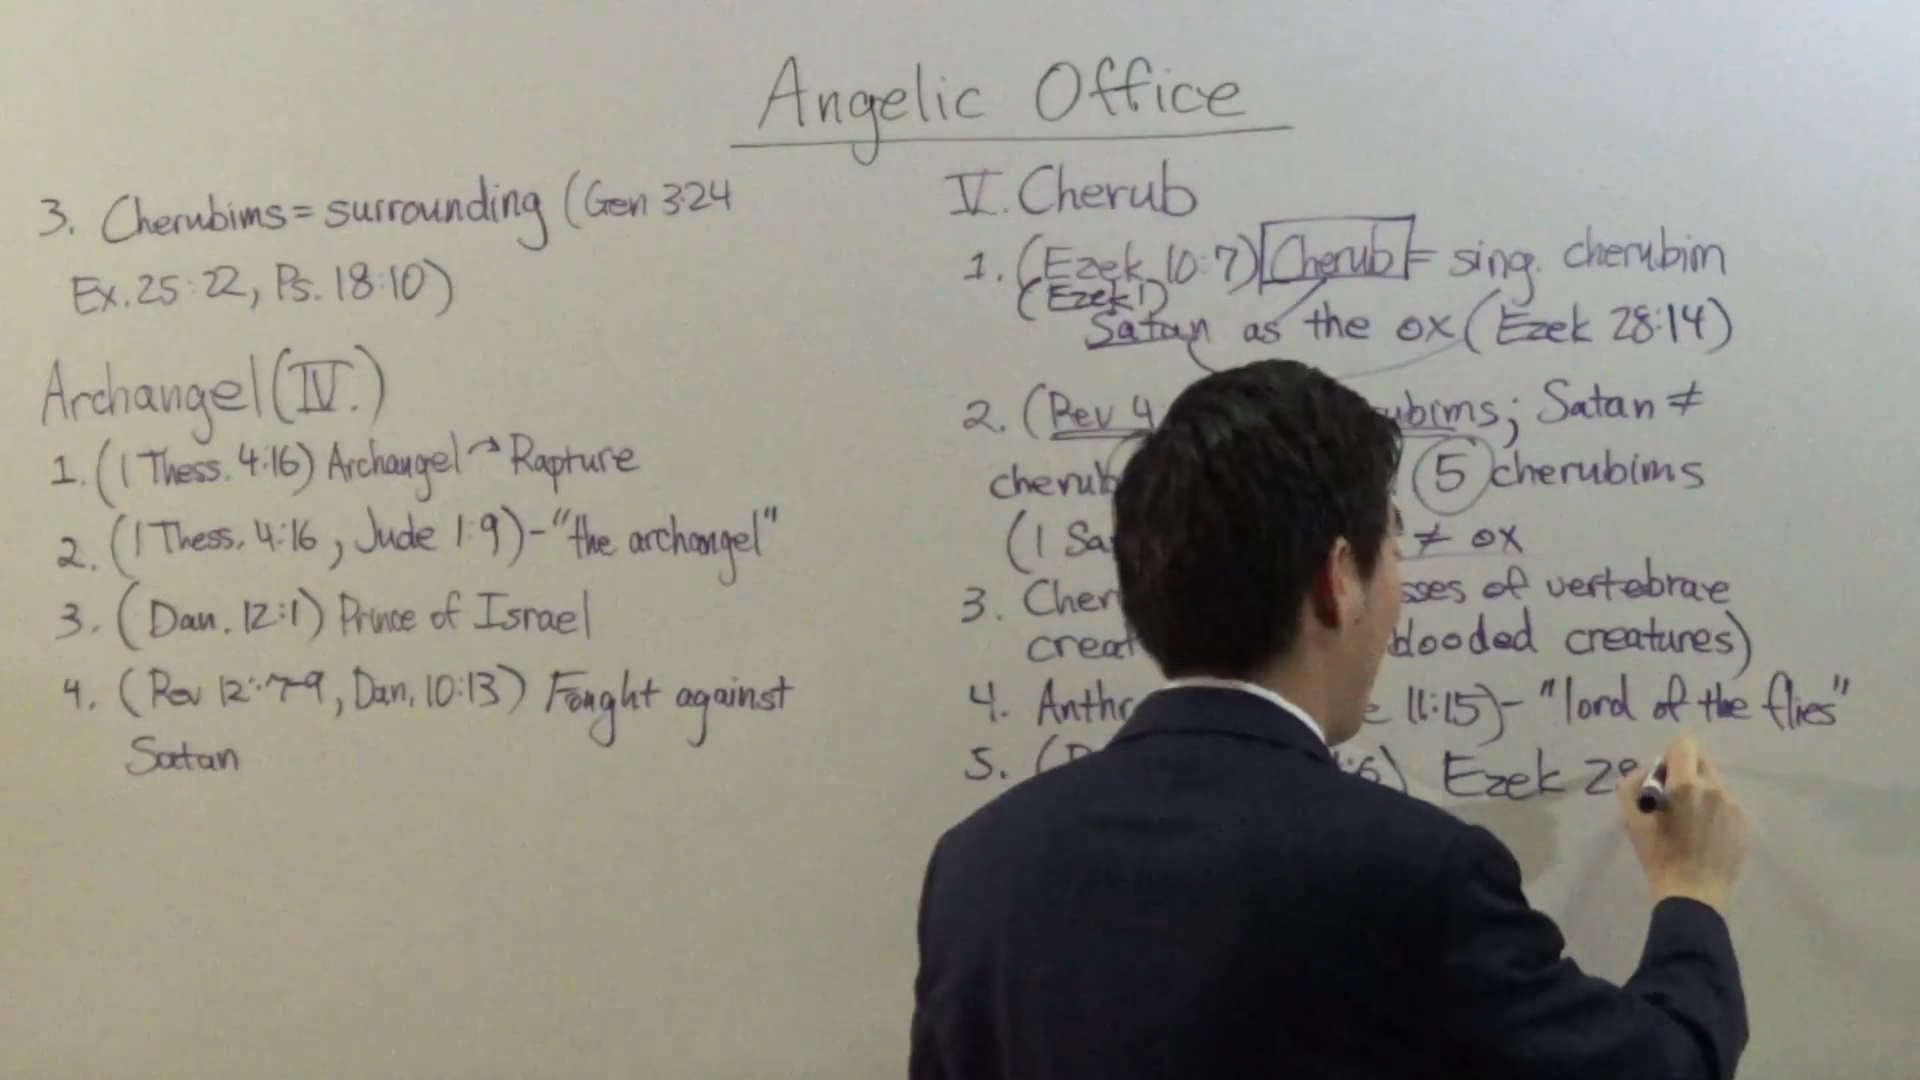 Angelic Office
3. Cherubims = surrounding (Gen 3:24
Ex. 25:22, Ps. 18:10)
Archangel (IV.)
1. (1 Thess. 4:16) Archangel → Rapture
2. (1 Thess. 4:16, Jude 1:9) - "the archangel"
3. (Dan. 12:1) Prince of Israel
4. (Rev 12:7-9, Dan. 10:13) Fought against
Satan
V. Cherub
1. (Ezek 10:7) Cherub = sing. cherubim
(Ezek 1)
Satan as the ox (Ezek 28:14)
2. (Rev 4 ubims; Satan ≠
cherub 5 cherubims
(1 Sa ≠ ox
3. Cher sses of vertebrae
creat blooded creatures)
4. Anthr e 11:15) - "lord of the flies"
5. ( :6) Ezek 28